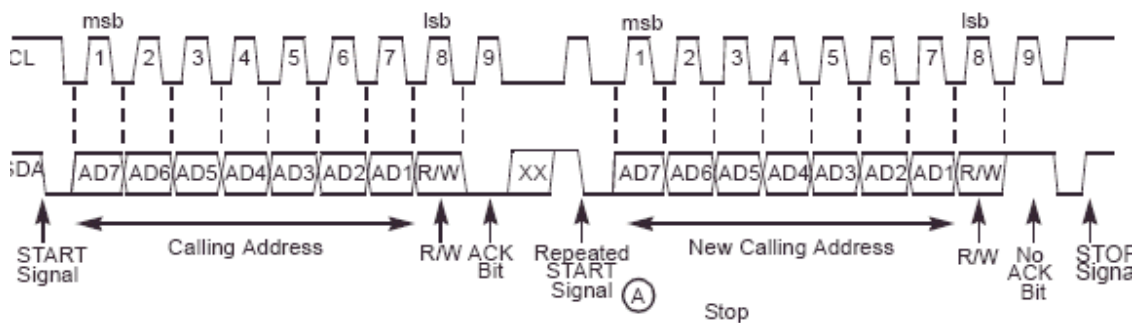 msb lsb msb lsb
CL 1 2 3 4 5 6 7 8 9 1 2 3 4 5 6 7 8 9
SDA AD7 AD6 AD5 AD4 AD3 AD2 AD1 R/W XX AD7 AD6 AD5 AD4 AD3 AD2 AD1 R/W
START
Signal
Calling Address
R/W
ACK
Bit
Repeated
START
Signal
A
New Calling Address
R/W
No
ACK
Bit
STOP
Signal
Stop